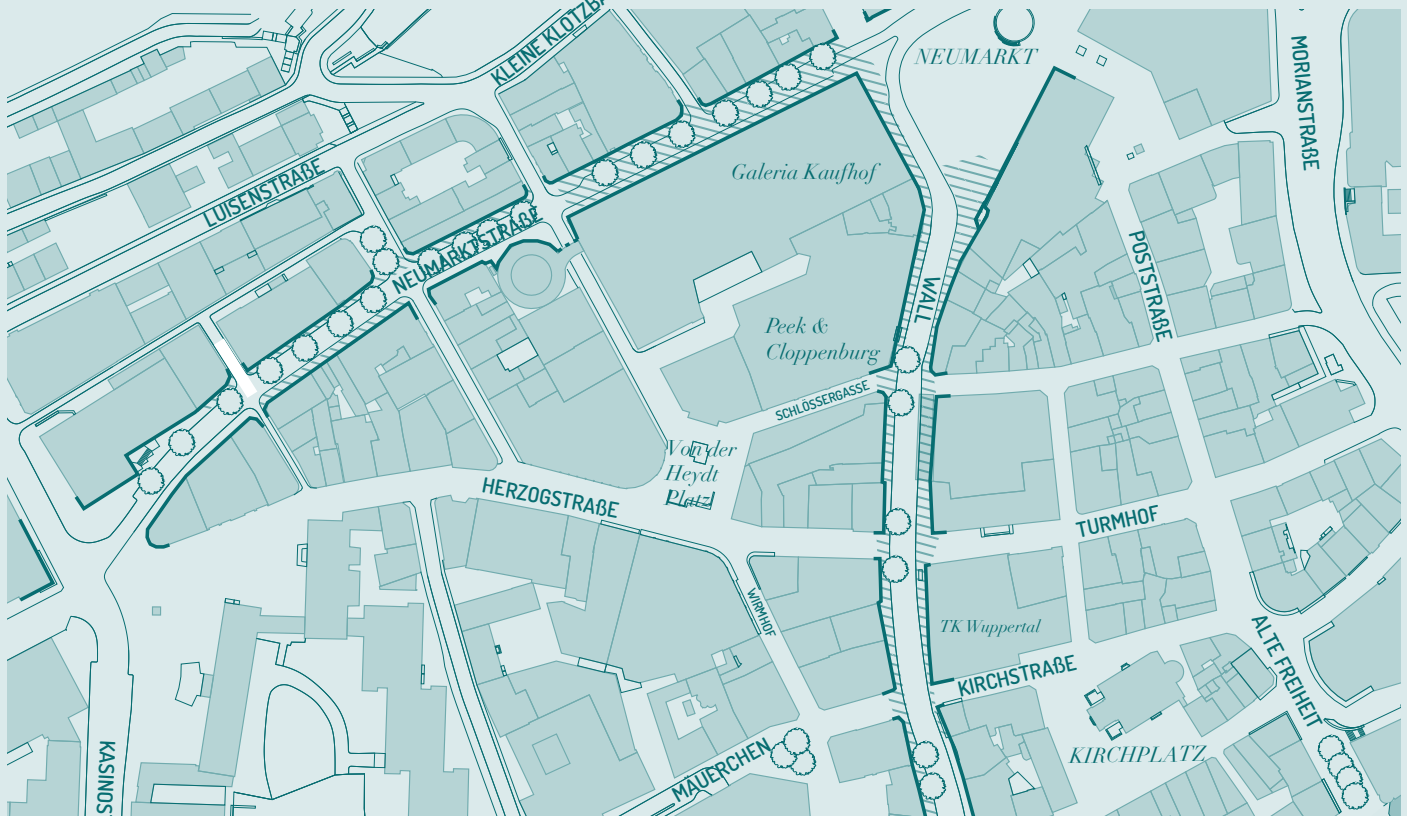 KLEINE KLOTZBA
NEUMARKT
MORIANSTRAßE
Galeria Kaufhof
LUISENSTRAßE
NEUMARKTSTRAßE
POSTSTRAßE
WALL
Peek &
Cloppenburg
SCHLÖSSERGASSE
Von der
Heydt
Platz
HERZOGSTRAßE
TURMHOF
WIRMHOF
TK Wuppertal
ALTE FREIHEIT
KIRCHSTRAßE
KASINOS
MÄUERCHEN
KIRCHPLATZ